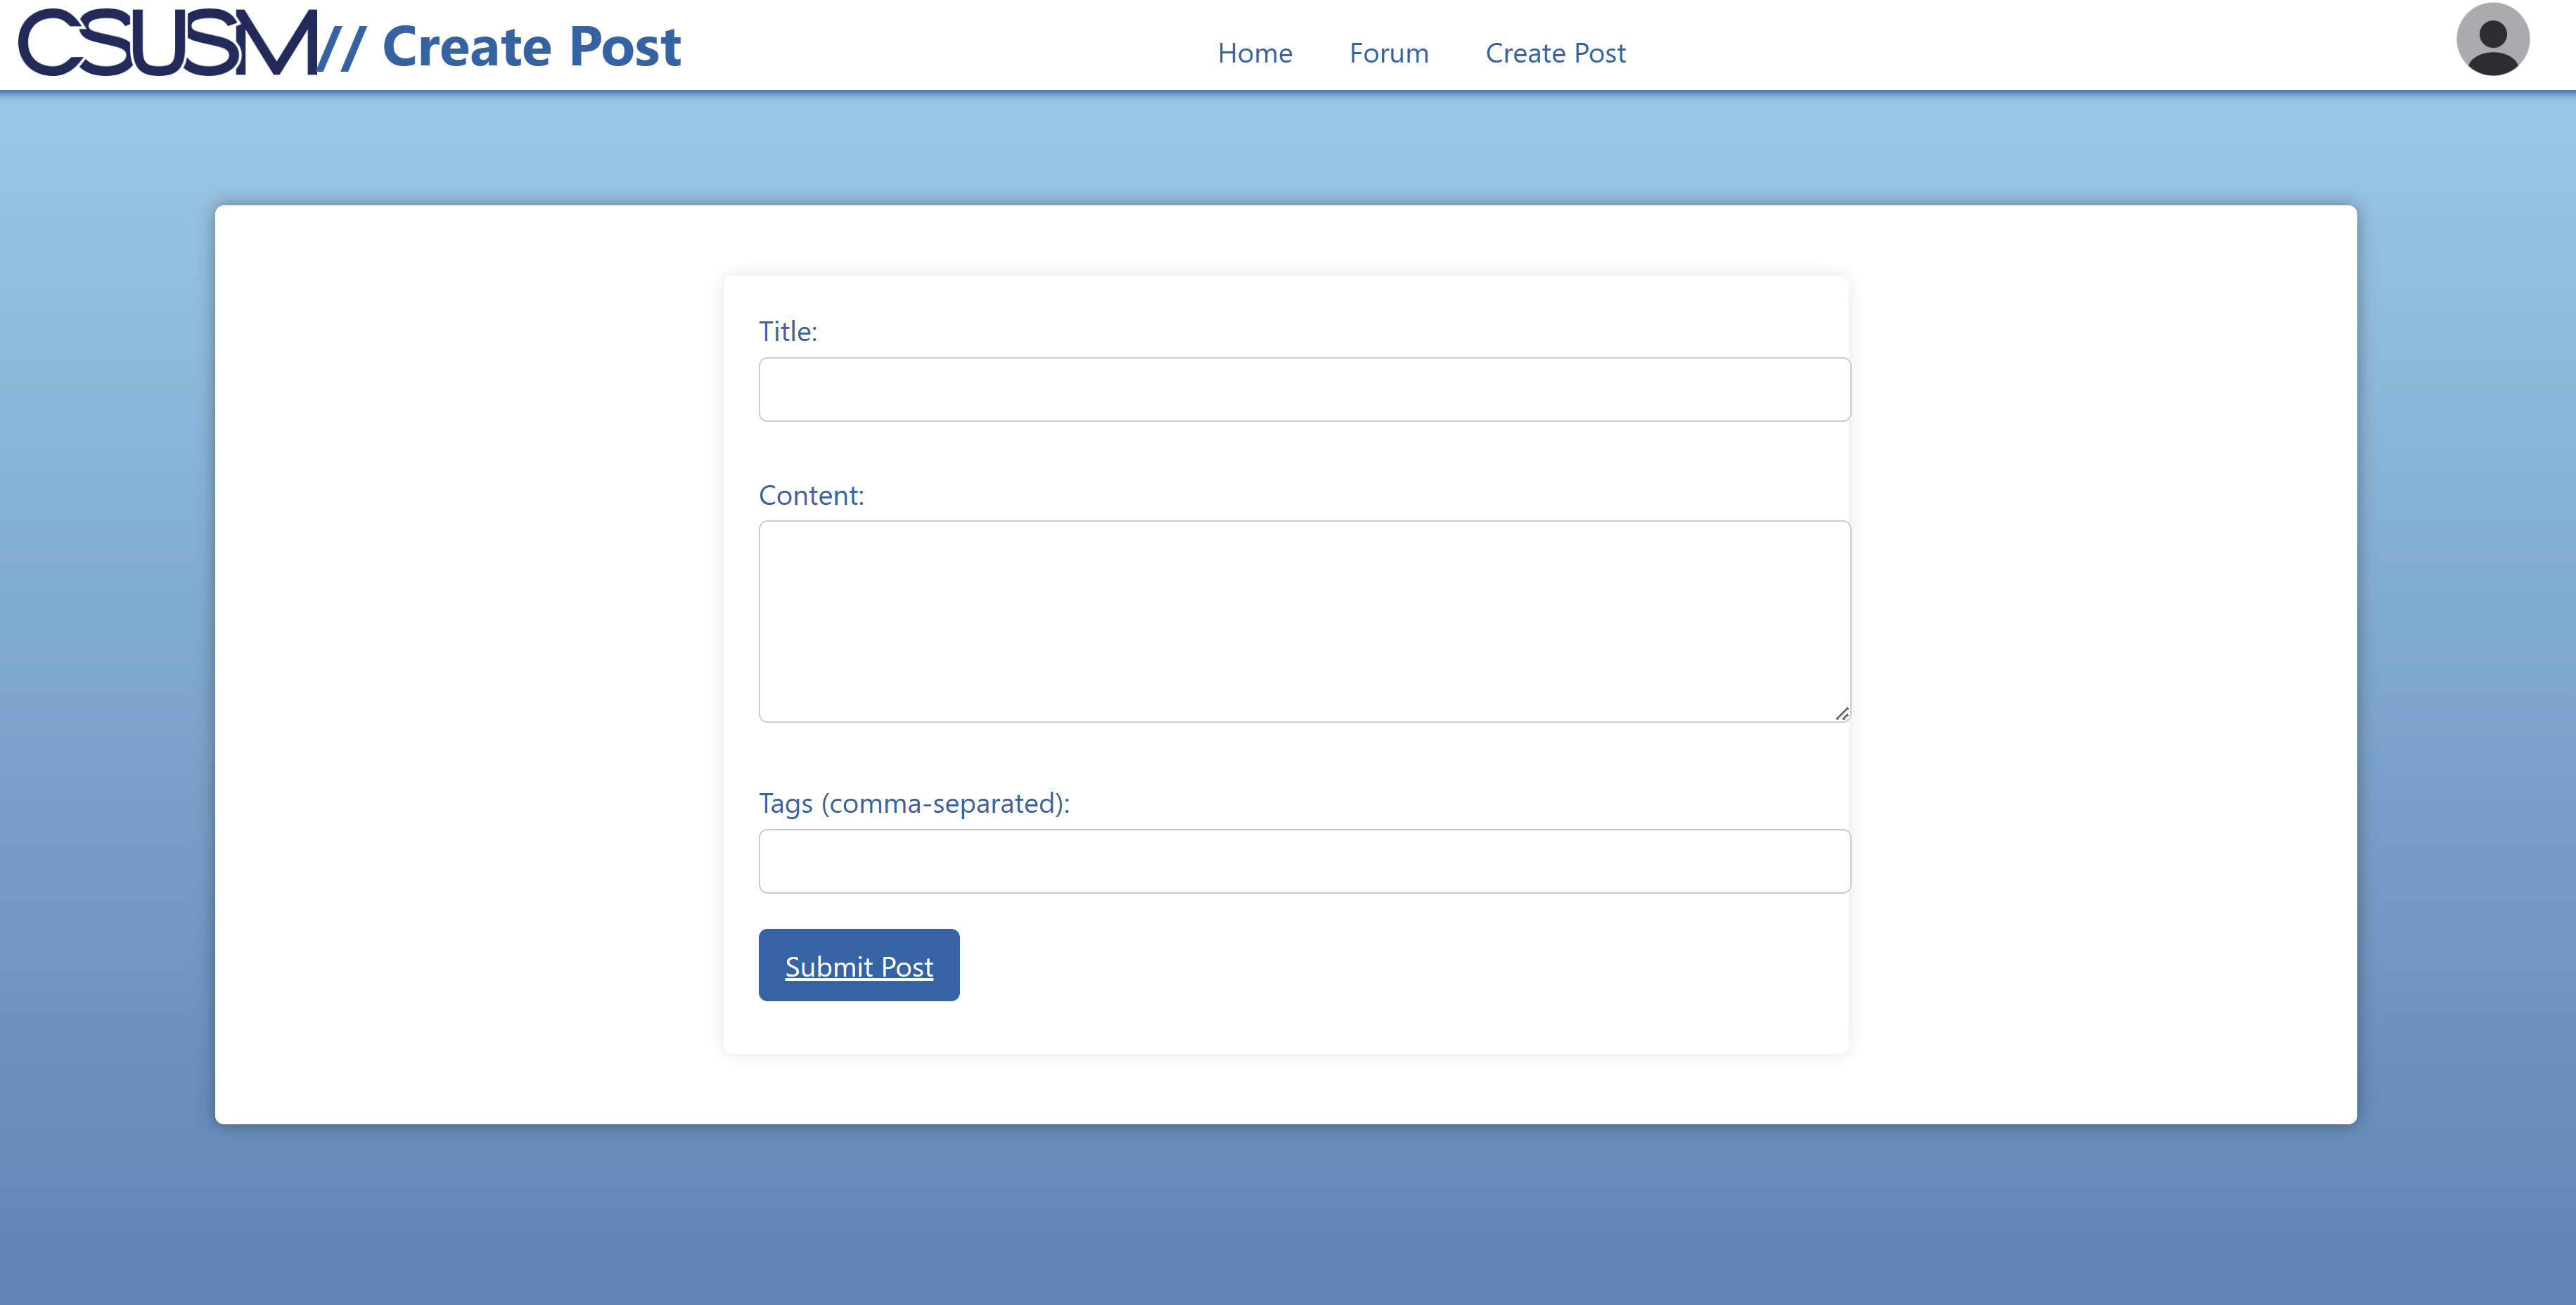 CSUSM// Create Post
Home Forum Create Post
Title:
Content:
Tags (comma-separated):
Submit Post